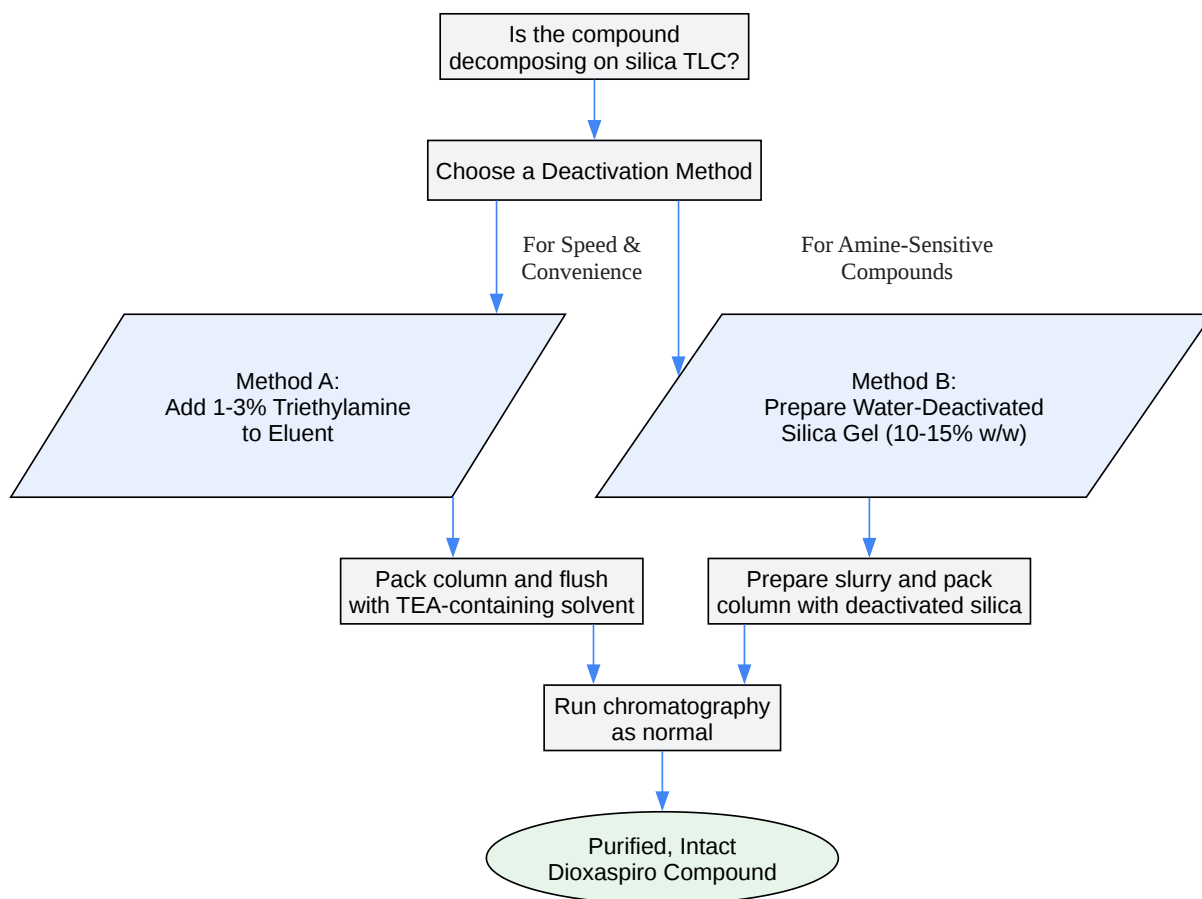 Is the compound
decomposing on silica TLC?
Choose a Deactivation Method
For Speed &
Convenience
For Amine-Sensitive
Compounds
Method A:
Add 1-3% Triethylamine
to Eluent
Method B:
Prepare Water-Deactivated
Silica Gel (10-15% w/w)
Pack column and flush
with TEA-containing solvent
Prepare slurry and pack
column with deactivated silica
Run chromatography
as normal
Purified, Intact
Dioxaspiro Compound